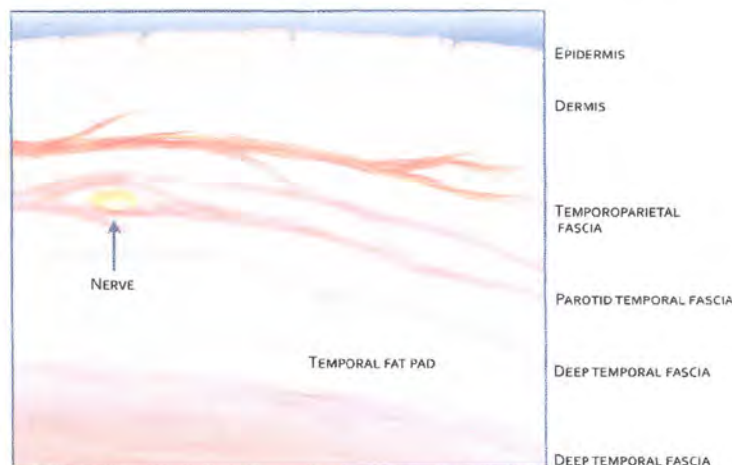 EPIDERMIS
DERMIS
TEMPOROPARIETAL
FASCIA
NERVE
PAROTID TEMPORAL FASCIA
TEMPORAL FAT PAD
DEEP TEMPORAL FASCIA
DEEP TEMPORAL FASCIA